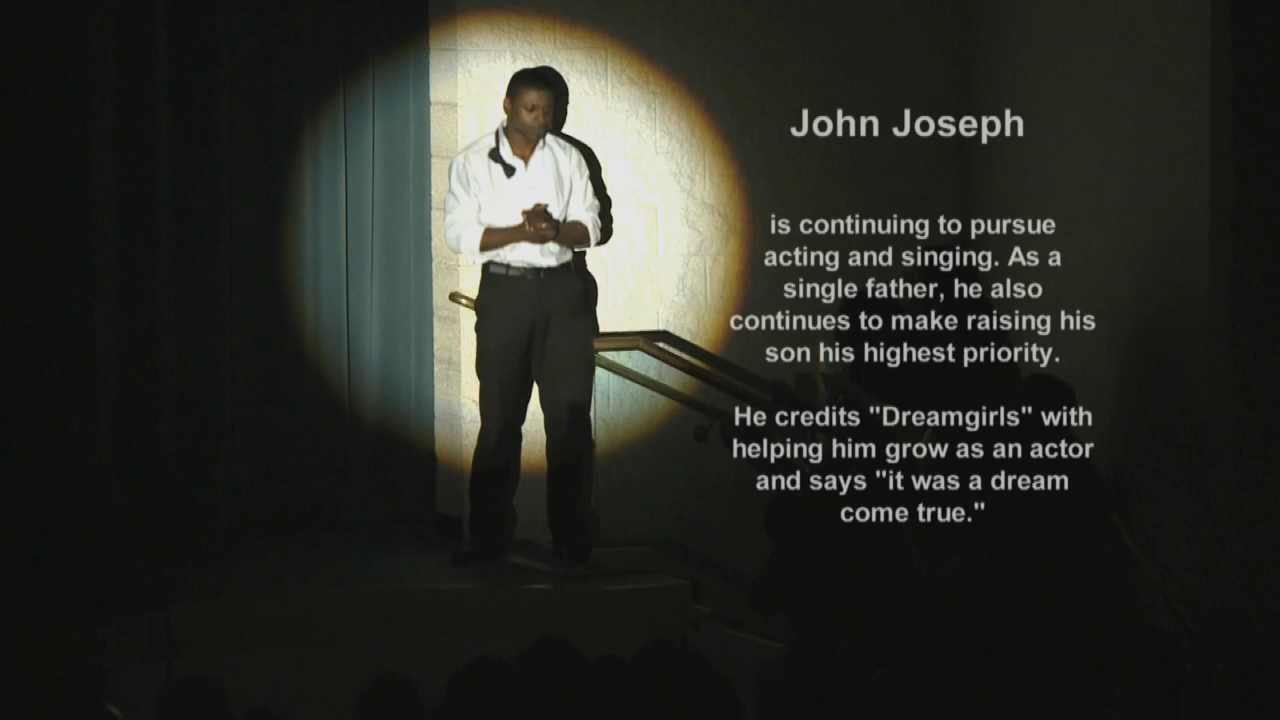 John Joseph
is continuing to pursue
acting and singing. As a
single father, he also
continues to make raising his
son his highest priority.
He credits "Dreamgirls" with
helping him grow as an actor
and says "it was a dream
come true."